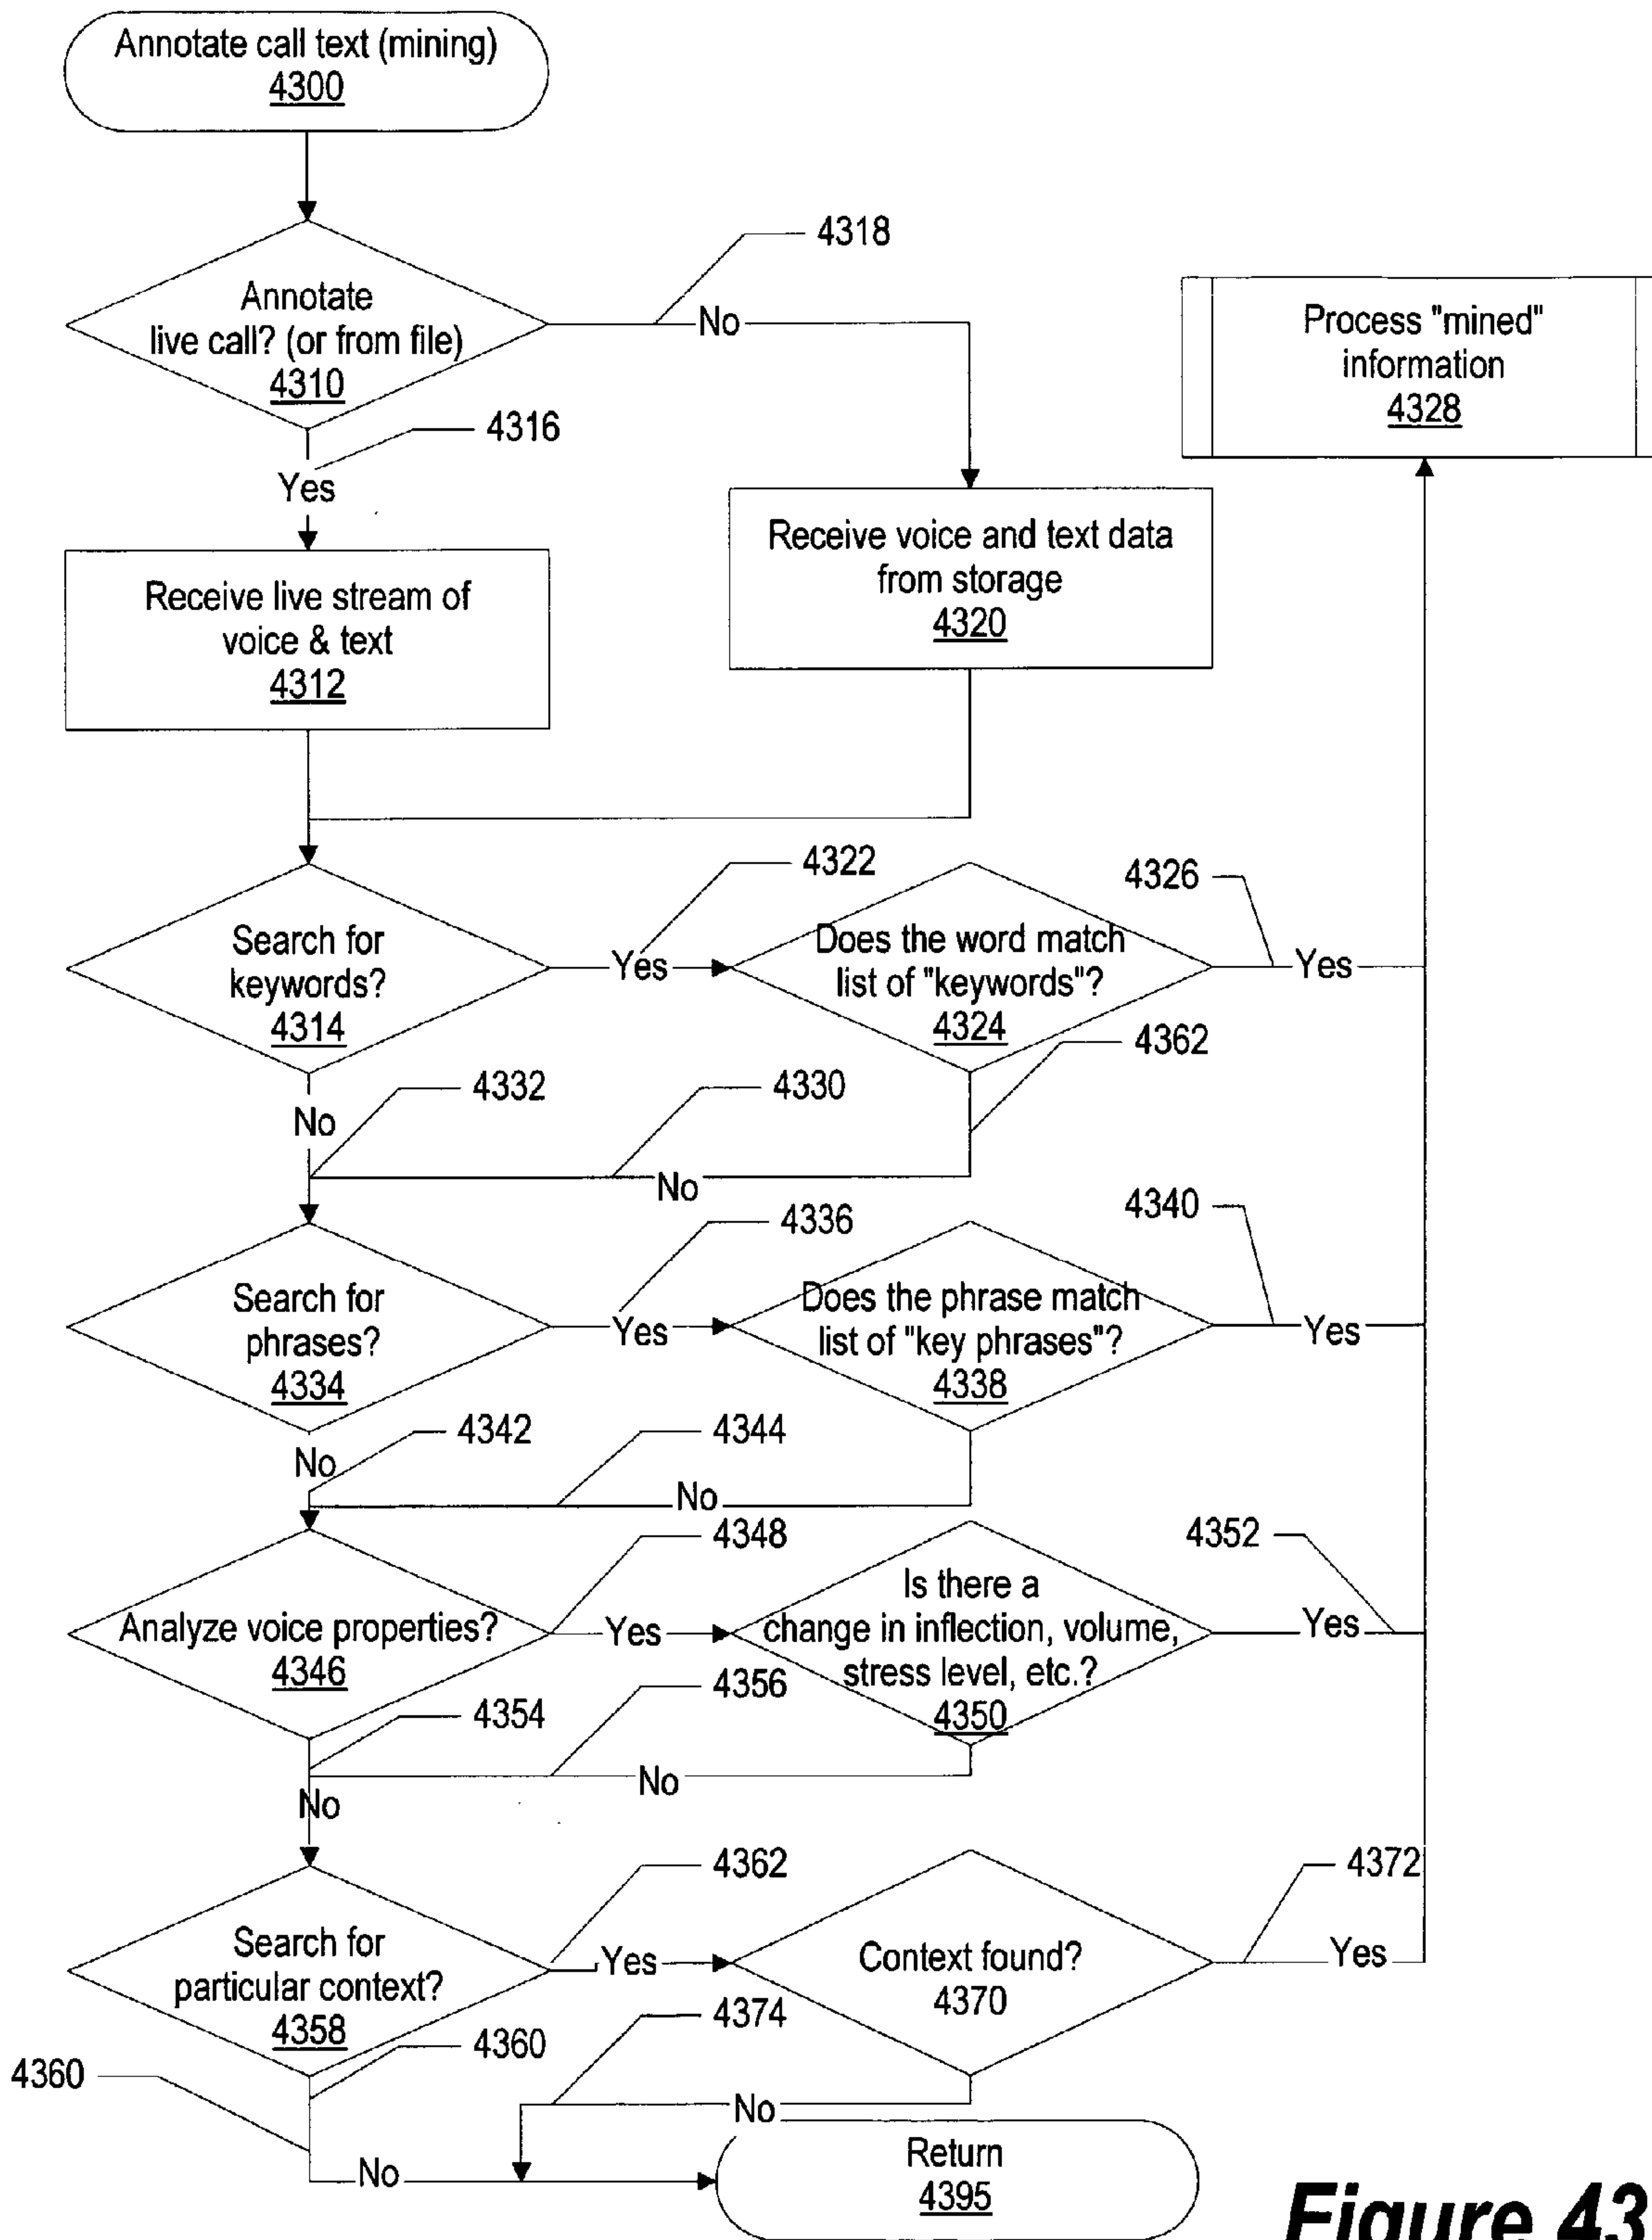 Annotate call text (mining)
4300
4318
Annotate
live call? (or from file)
4310
No
Process "mined"
information
4328
4316
Yes
Receive voice and text data
from storage
4320
Receive live stream of
voice & text
4312
4322
4326
Search for
keywords?
4314
Yes
Does the word match
list of "keywords"?
4324
Yes
4362
4332
4330
No
No
4336
4340
Search for
phrases?
4334
Yes
Does the phrase match
list of "key phrases"?
4338
Yes
4342
4344
No
No
4348
4352
Analyze voice properties?
4346
Yes
Is there a
change in inflection, volume,
stress level, etc.?
4350
Yes
4356
4354
No
No
4362
4372
Search for
particular context?
4358
Yes
Context found?
4370
Yes
4374
4360
4360
No
No
Return
4395
Figure 43